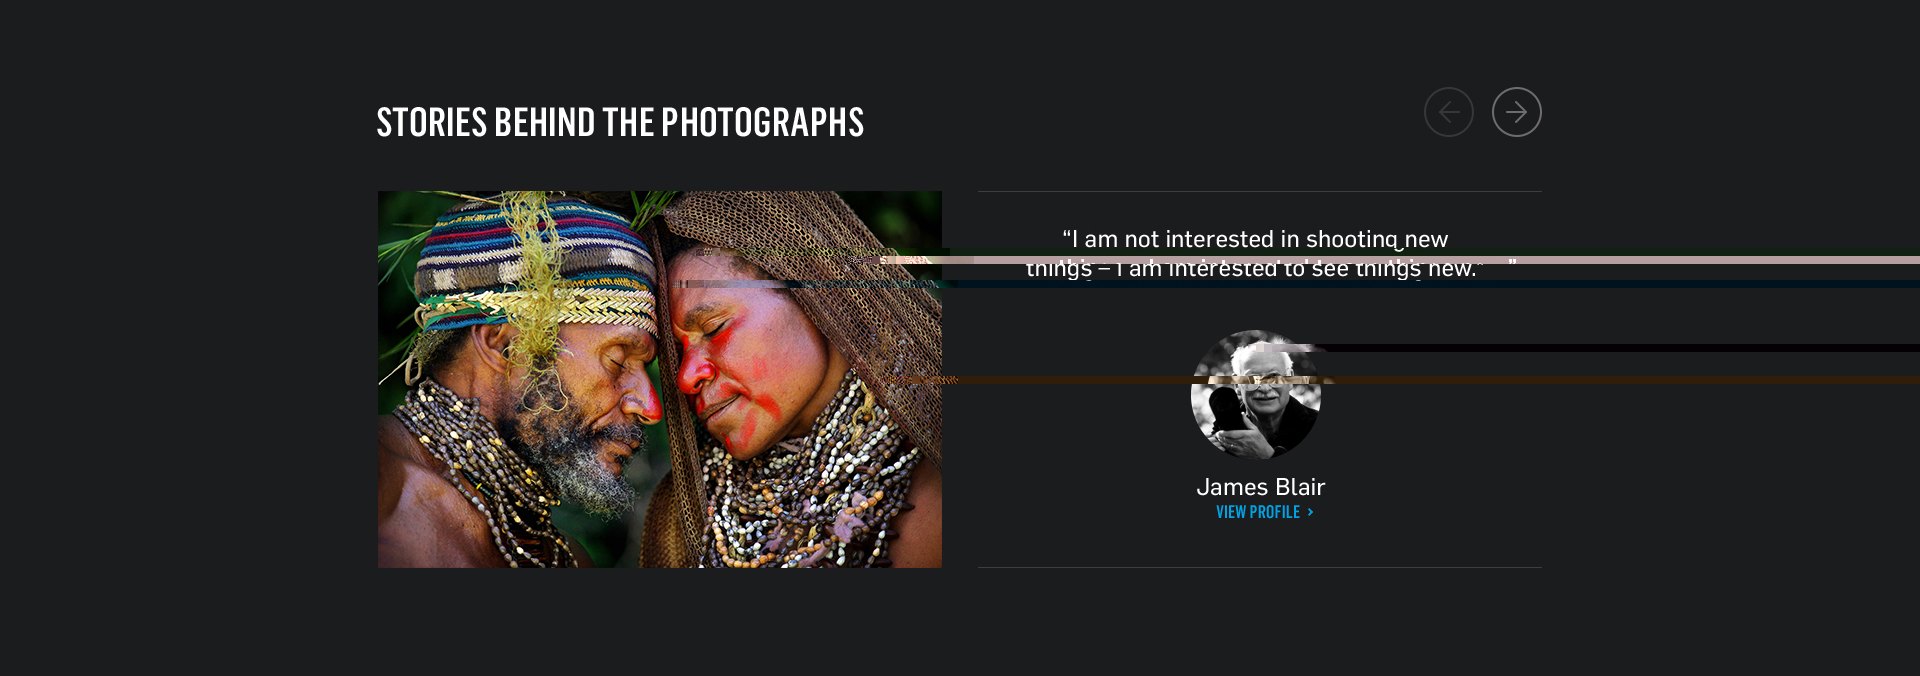 STORIES BEHIND THE PHOTOGRAPHS
“I am not interested in shooting new
things – I am interested to see things new.”
James Blair
VIEW PROFILE >